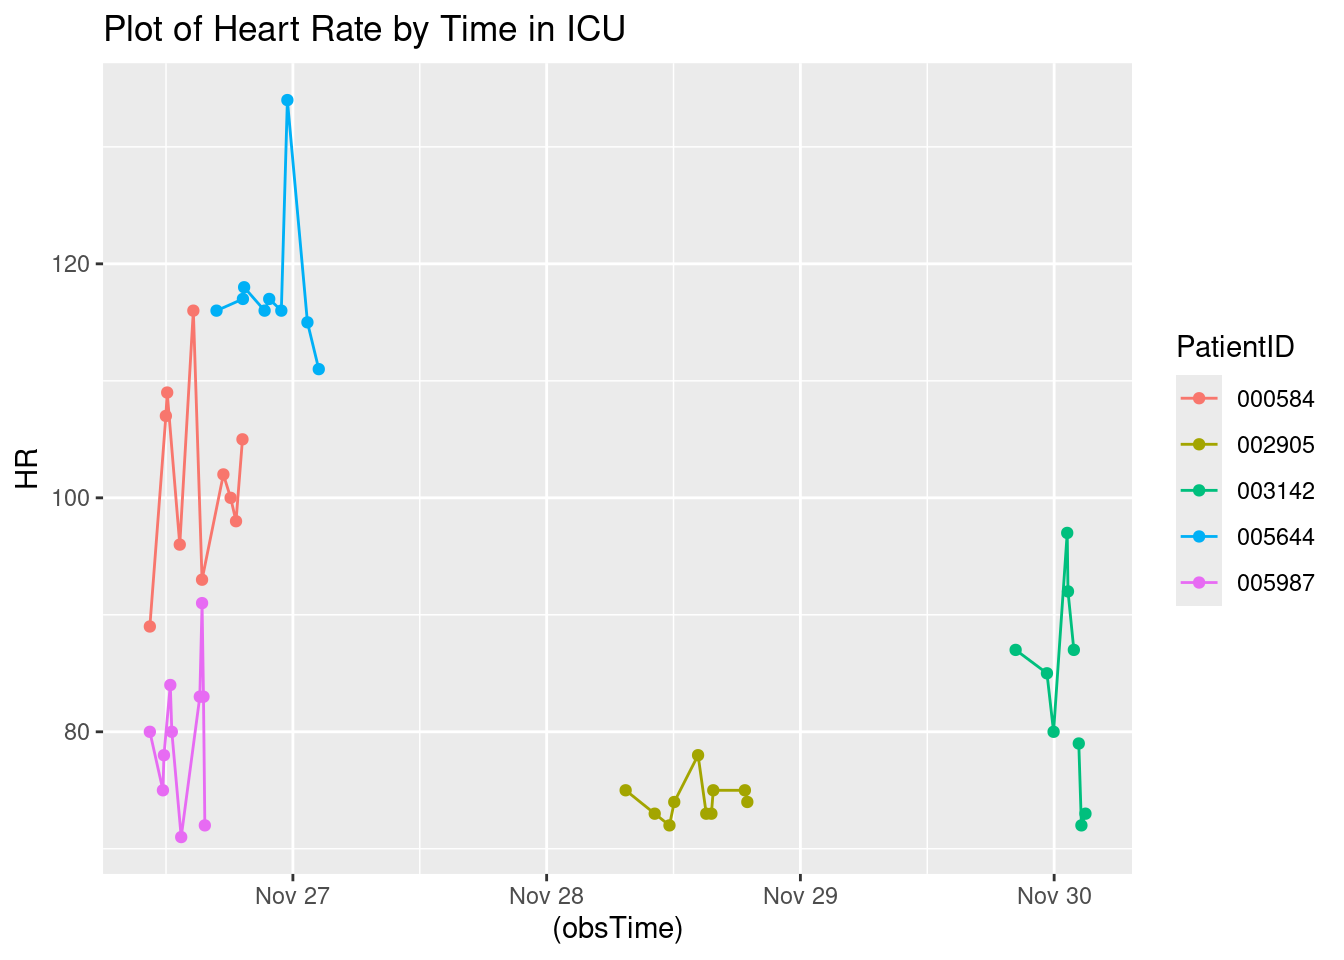 Plot of Heart Rate by Time in ICU
HR
120
100
80
Nov 27
Nov 28
Nov 29
Nov 30
(obsTime)
PatientID
000584
002905
003142
005644
005987